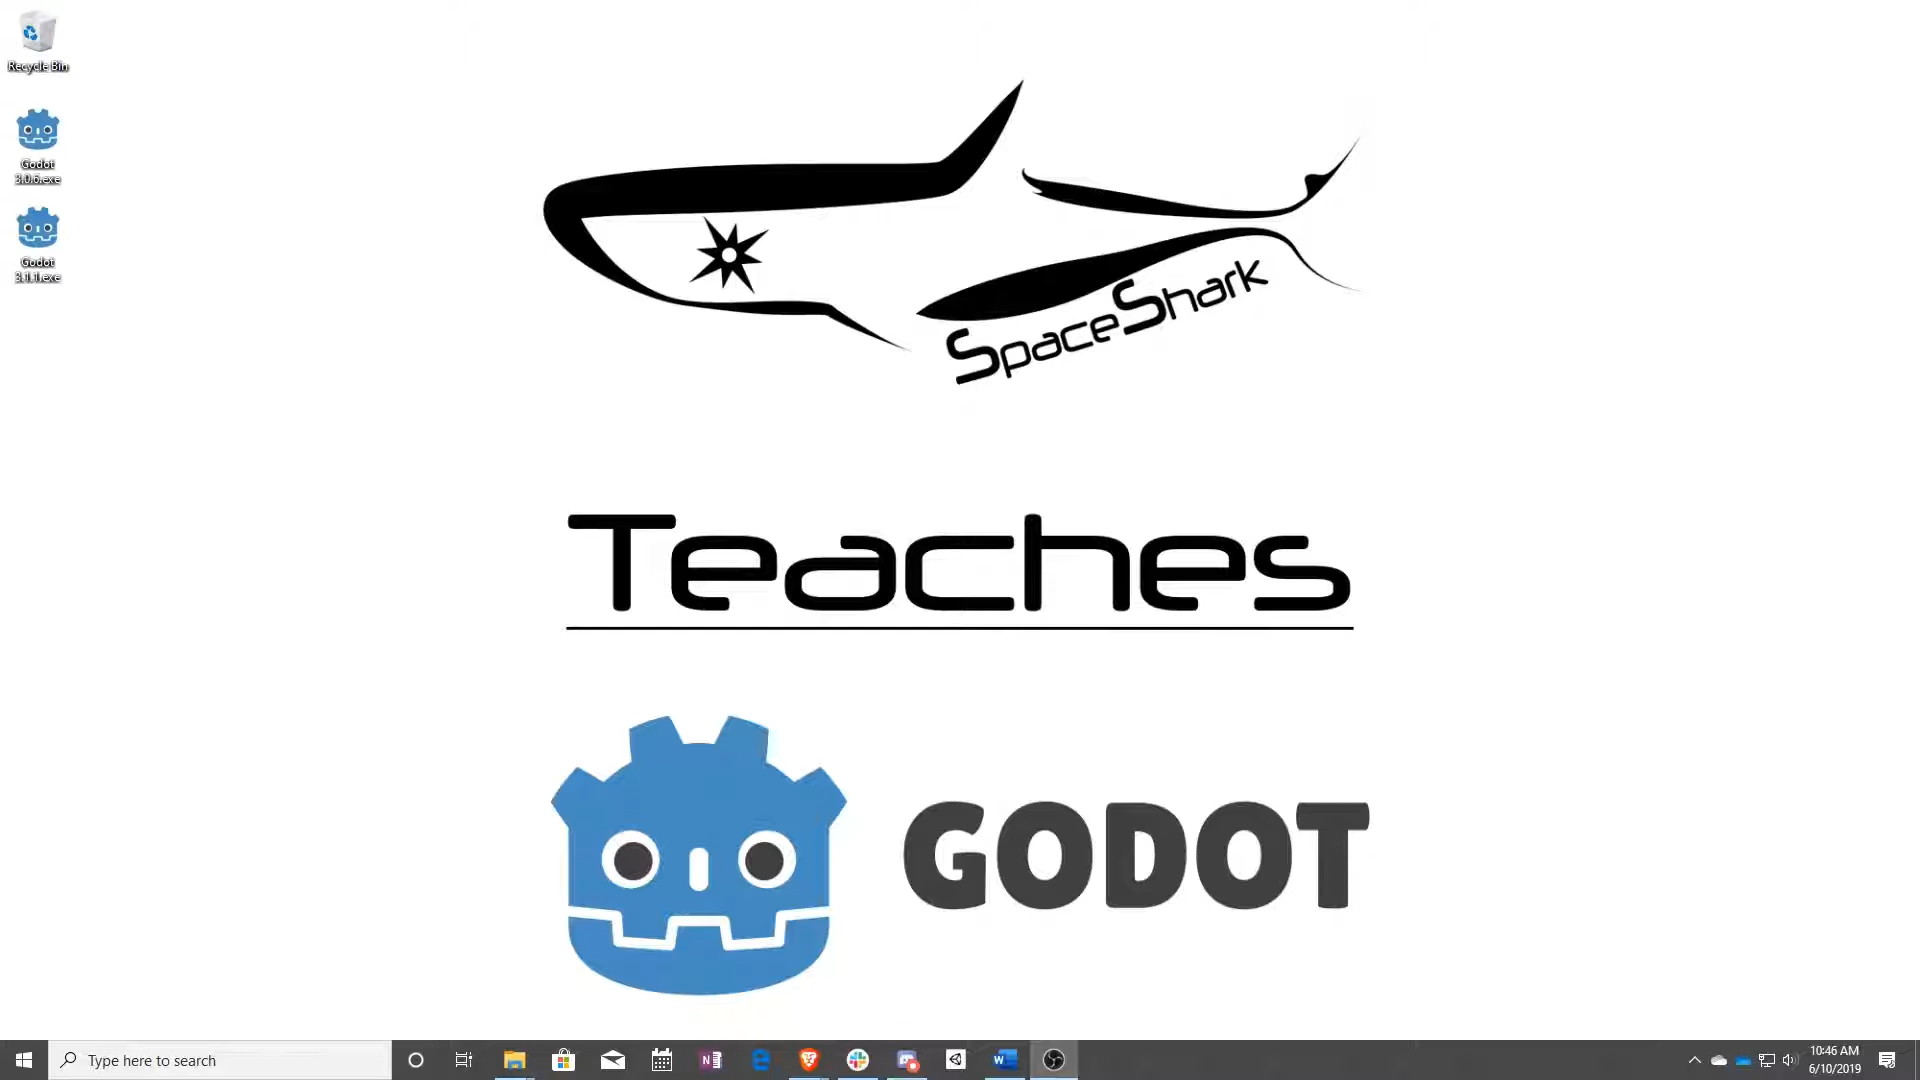 Recycle Bin
Godot
3.0.6.exe
Godot
3.1.1.exe
SpaceShark
Teaches
GODOT
Type here to search
10:46 AM
6/10/2019